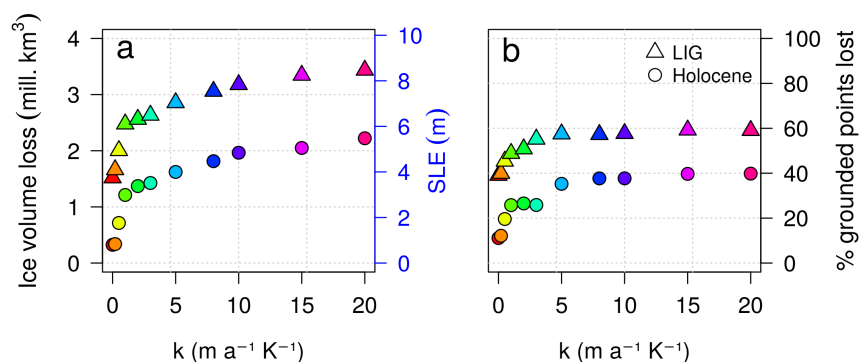 a
Ice volume loss (mill. km³)
4
3
2
1
0
10
8
6
4
2
0
SLE (m)
0 5 10 15 20
k (m a⁻¹ K⁻¹)
b
LIG
Holocene
100
80
60
40
20
0
% grounded points lost
0 5 10 15 20
k (m a⁻¹ K⁻¹)